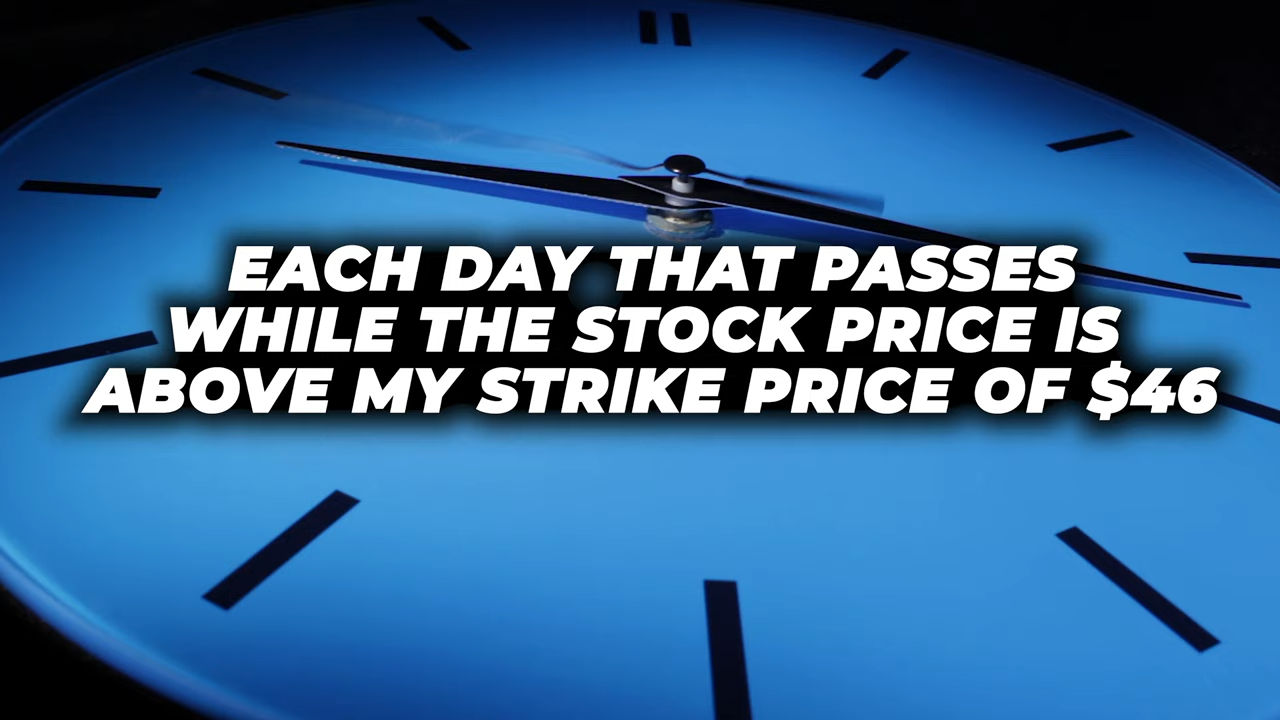 EACH DAY THAT PASSES
WHILE THE STOCK PRICE IS
ABOVE MY STRIKE PRICE OF $46